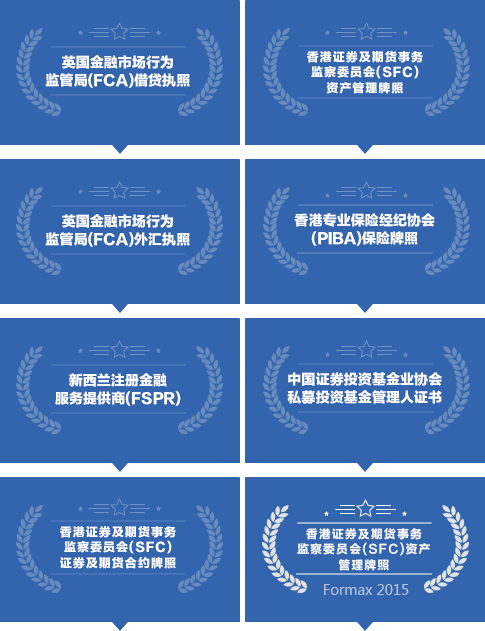 英国金融市场行为
监管局(FCA)借贷执照
香港证券及期货事务
监察委员会(SFC)
资产管理牌照
英国金融市场行为
监管局(FCA)外汇执照
香港专业保险经纪协会
(PIBA)保险牌照
新西兰注册金融
服务提供商(FSPR)
中国证券投资基金业协会
私募投资基金管理人证书
香港证券及期货事务
监察委员会(SFC)
证券及期货合约牌照
香港证券及期货事务
监察委员会(SFC)资产
管理牌照
Formax 2015